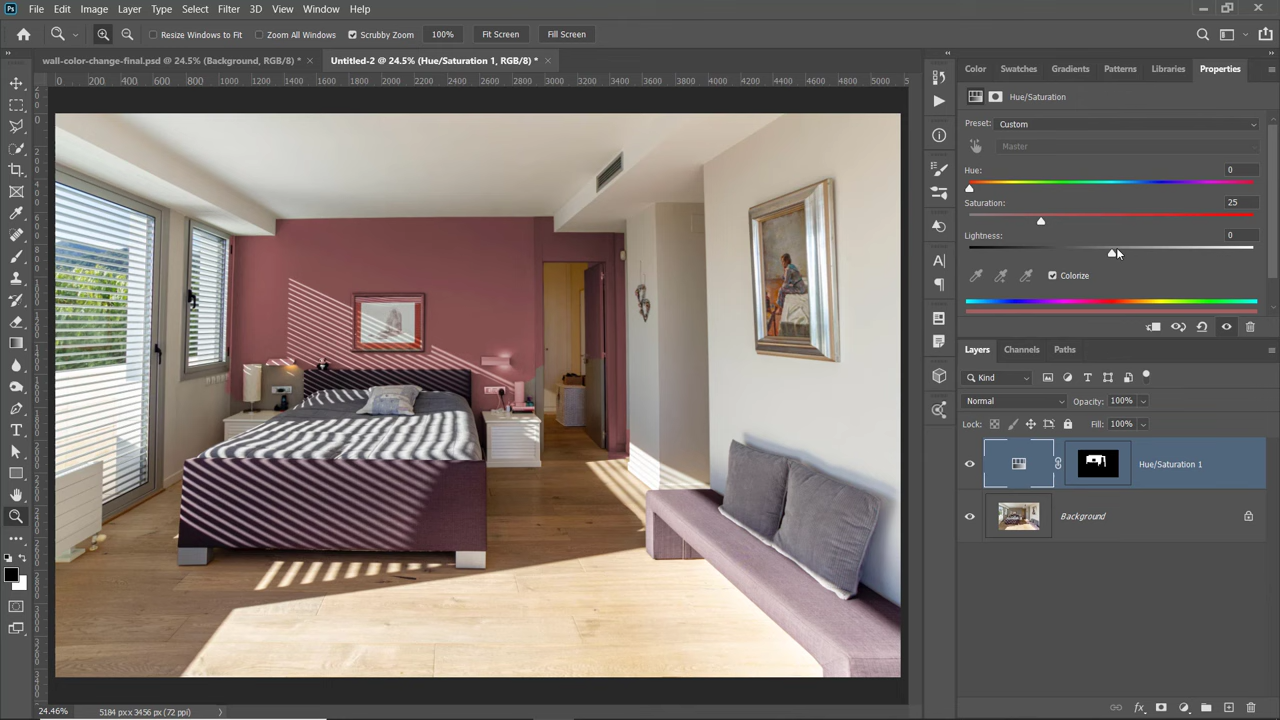 Ps File Edit Image Layer Type Select Filter 3D View Window Help
Resize Windows to Fit Zoom All Windows Scrubby Zoom 100% Fit Screen Fill Screen
wall-color-change-final.psd @ 24.5% (Background, RGB/8) * × Untitled-2 @ 24.5% (Hue/Saturation 1, RGB/8) * ×
Color Swatches Gradients Patterns Libraries Properties
0 200 400 600 800 1000 1200 1400 1600 1800 2000 2200 2400 2600 2800 3000 3200 3400 3600 3800 4000 4200 4400 4600 4800 5000
Hue/Saturation
Preset: Custom
Master
Hue: 0
Saturation: 25
Lightness: 0
Colorize
Layers Channels Paths
Kind
Normal Opacity: 100%
Lock: Fill: 100%
Hue/Saturation 1
Background
24.46% 5184 px x 3456 px (72 ppi)